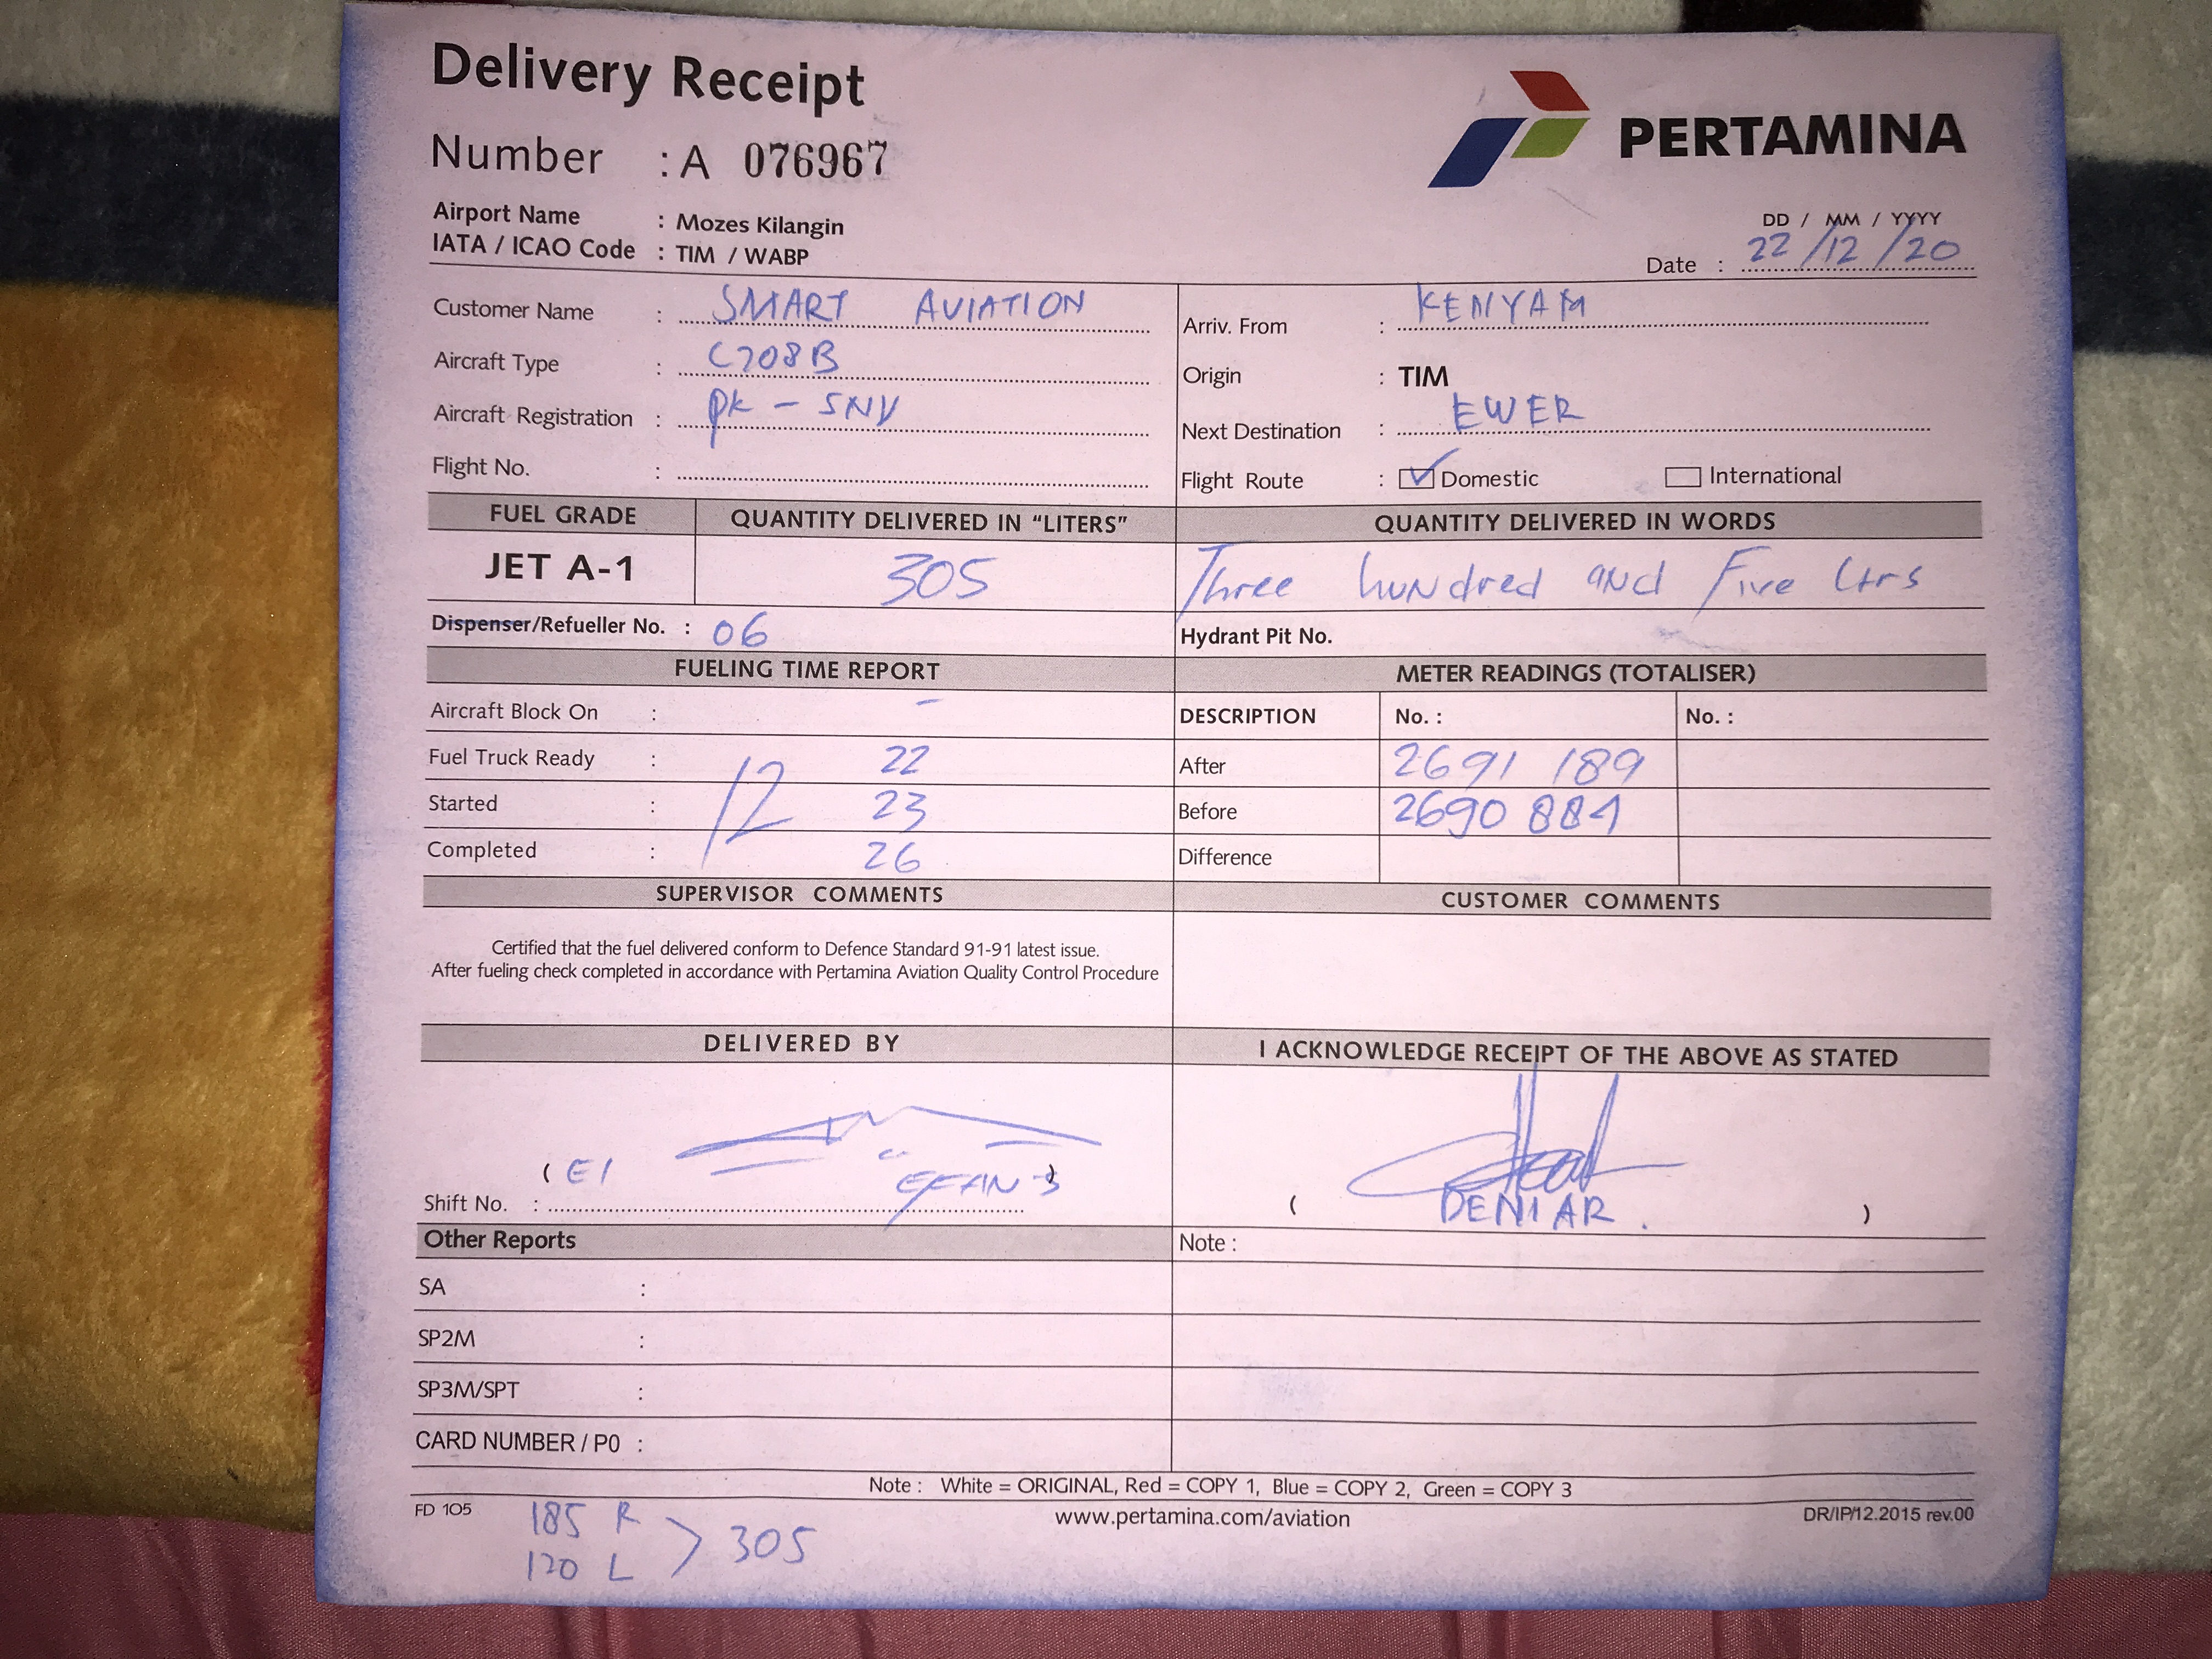 Delivery Receipt
PERTAMINA
Number : A 076967
Airport Name : Mozes Kilangin
IATA / ICAO Code : TIM / WABP
DD / MM / YYYY
Date : 22/12/20
Customer Name : SMART AVIATION
Arriv. From : KENYAM
Aircraft Type : C208B
Origin : TIM
Aircraft Registration : PK - SNV
Next Destination : EWER
Flight No. :
Flight Route : Domestic International
FUEL GRADE QUANTITY DELIVERED IN "LITERS" QUANTITY DELIVERED IN WORDS
JET A-1 305 Three hundred and Five Ltrs
Dispenser/Refueller No. : 06 Hydrant Pit No.
FUELING TIME REPORT METER READINGS (TOTALISER)
Aircraft Block On : -
DESCRIPTION No. : No. :
Fuel Truck Ready : 22
After 2691 189
Started : 12 23
Before 2690 884
Completed : 26
Difference
SUPERVISOR COMMENTS CUSTOMER COMMENTS
Certified that the fuel delivered conform to Defence Standard 91-91 latest issue.
After fueling check completed in accordance with Pertamina Aviation Quality Control Procedure
DELIVERED BY I ACKNOWLEDGE RECEIPT OF THE ABOVE AS STATED
( E1 )
Shift No. :
( DENIAR. )
Other Reports Note :
SA :
SP2M :
SP3M/SPT :
CARD NUMBER / P0 :
Note : White = ORIGINAL, Red = COPY 1, Blue = COPY 2, Green = COPY 3
FD 105 www.pertamina.com/aviation DR/IP/12.2015 rev.00
185 R
120 L > 305